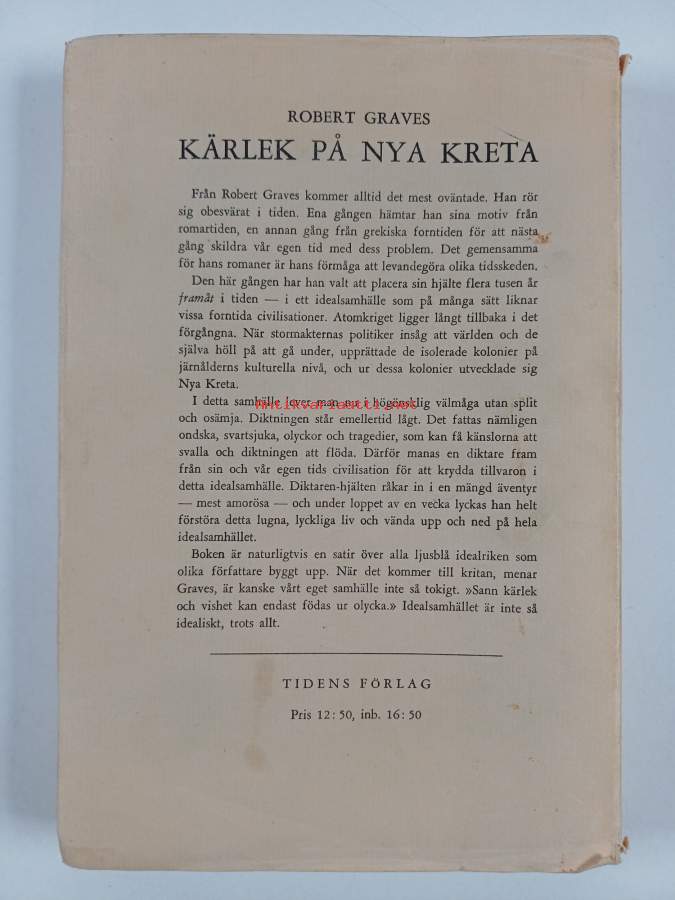 ROBERT GRAVES
KÄRLEK PÅ NYA KRETA
Från Robert Graves kommer alltid det mest oväntade. Han rör
sig obesvärat i tiden. Ena gången hämtar han sina motiv från
romartiden, en annan gång från grekiska forntiden för att nästa
gång skildra vår egen tid med dess problem. Det gemensamma
för hans romaner är hans förmåga att levandegöra olika tidsskeden.
Den här gången har han valt att placera sin hjälte flera tusen år
framåt i tiden — i ett idealsamhälle som på många sätt liknar
vissa forntida civilisationer. Atomkriget ligger långt tillbaka i det
förgångna. När stormakternas politiker insåg att världen och de
själva höll på att gå under, upprättade de isolerade kolonier på
järnålderns kulturella nivå, och ur dessa kolonier utvecklade sig
Nya Kreta.
I detta samhälle lever man nu i högönsklig välmåga utan split
Antikvariaatti.net
och osämja. Diktningen står emellertid lågt. Det fattas nämligen
ondska, svartsjuka, olyckor och tragedier, som kan få känslorna att
svalla och diktningen att flöda. Därför manas en diktare fram
från sin och vår egen tids civilisation för att krydda tillvaron i
detta idealsamhälle. Diktaren-hjälten råkar in i en mängd äventyr
— mest amorösa — och under loppet av en vecka lyckas han helt
förstöra detta lugna, lyckliga liv och vända upp och ned på hela
idealsamhället.
Boken är naturligtvis en satir över alla ljusblå idealriken som
olika författare byggt upp. När det kommer till kritan, menar
Graves, är kanske vårt eget samhälle inte så tokigt. »Sann kärlek
och vishet kan endast födas ur olycka.» Idealsamhället är inte så
idealiskt, trots allt.
TIDENS FÖRLAG
Pris 12:50, inb. 16:50